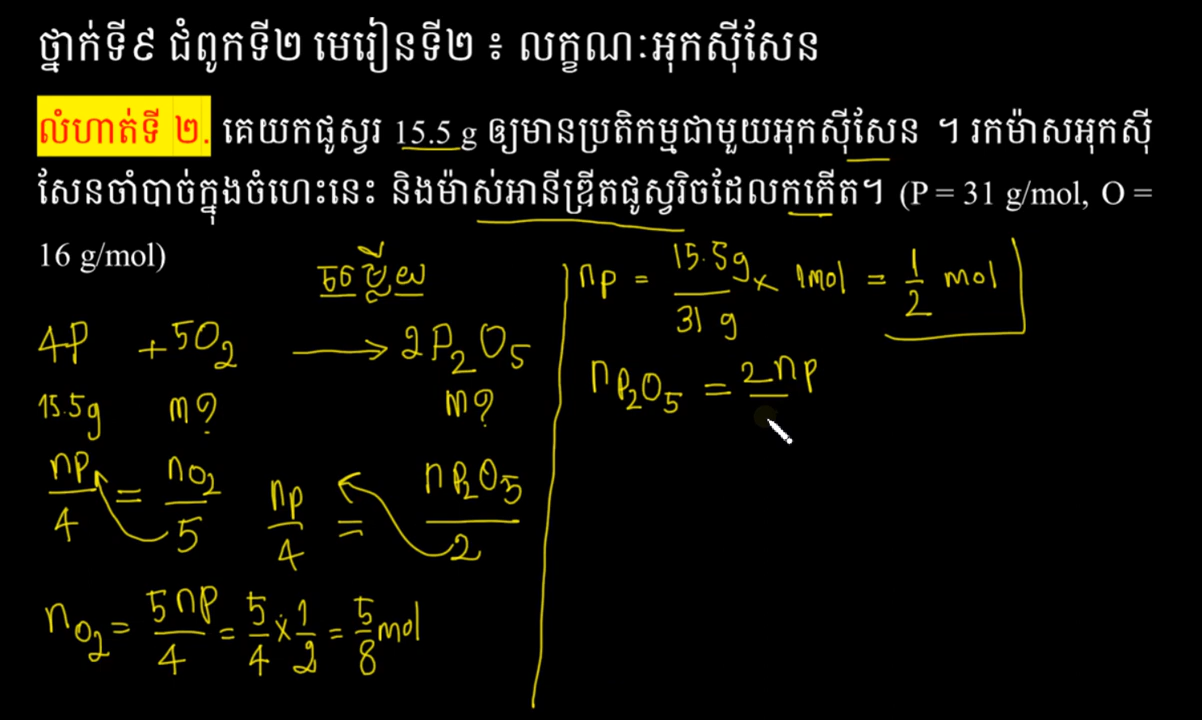 ថ្នាក់ទី៩ ជំពូកទី២ មេរៀនទី២ ៖ លក្ខណៈអុកស៊ីសែន
លំហាត់ទី ២. គេយកផូស្វរ 15.5 g ឲ្យមានប្រតិកម្មជាមួយអុកស៊ីសែន ។ រកម៉ាសអុកស៊ី
សែនចាំបាច់ក្នុងចំហេះនេះ និងម៉ាស់អានីឌ្រីតផូស្វរិចដែលកកើត។ (P = 31 g/mol, O =
16 g/mol)
ចម្លើយ
4P + 5O₂ ⟶ 2P₂O₅
15.5g m? m?
nP/4 = nO₂/5 nP/4 = nP₂O₅/2
nO₂ = 5nP/4 = 5/4 × 1/2 = 5/8 mol
nP = 15.5g/31 g × 1mol = 1/2 mol
nP₂O₅ = 2nP